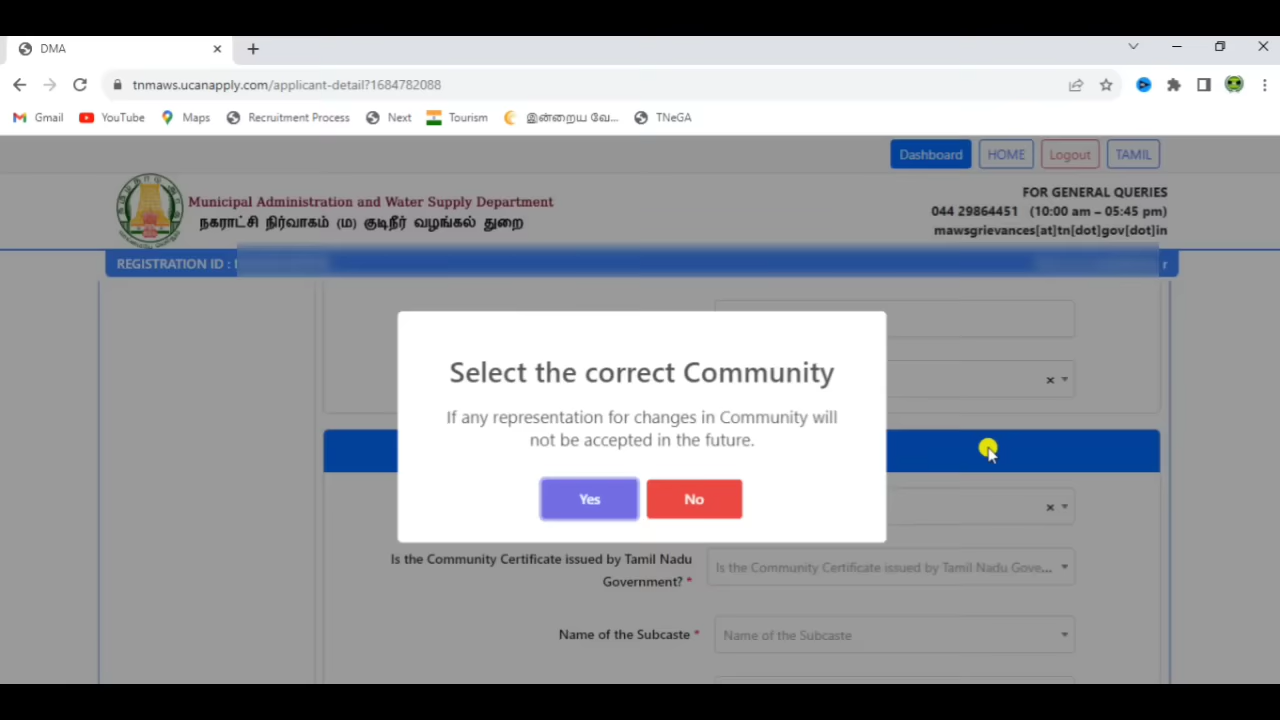 DMA
tnmaws.ucanapply.com/applicant-detail?1684782088
Gmail YouTube Maps Recruitment Process Next Tourism இன்றைய வே... TNeGA
Dashboard HOME Logout TAMIL
Municipal Administration and Water Supply Department
நகராட்சி நிர்வாகம் (ம) குடிநீர் வழங்கல் துறை
FOR GENERAL QUERIES
044 29864451 (10:00 am – 05:45 pm)
mawsgrievances[at]tn[dot]gov[dot]in
REGISTRATION ID :
Select the correct Community
If any representation for changes in Community will
not be accepted in the future.
Yes No
Is the Community Certificate issued by Tamil Nadu
Government? *
Is the Community Certificate issued by Tamil Nadu Gove...
Name of the Subcaste * Name of the Subcaste